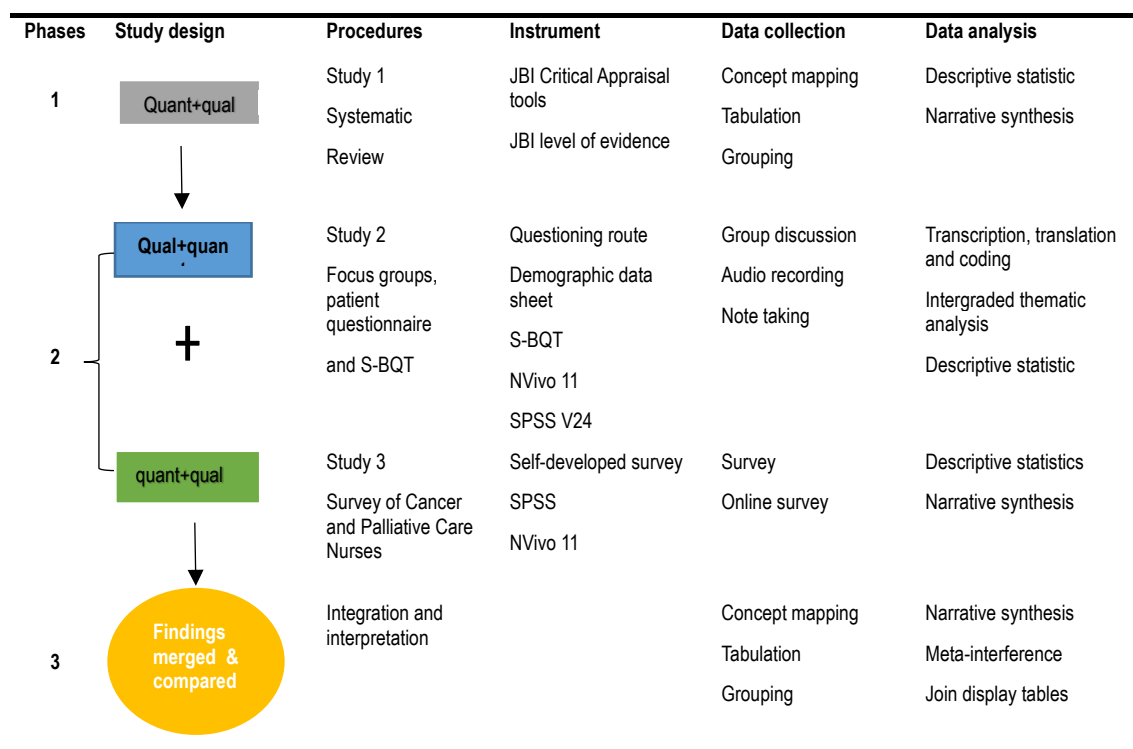 Phases Study design Procedures Instrument Data collection Data analysis
1
Quant+qual
Study 1
Systematic
Review
JBI Critical Appraisal
tools
JBI level of evidence
Concept mapping
Tabulation
Grouping
Descriptive statistic
Narrative synthesis
2
Qual+quan
+
Study 2
Focus groups,
patient
questionnaire
and S-BQT
Questioning route
Demographic data
sheet
S-BQT
NVivo 11
SPSS V24
Group discussion
Audio recording
Note taking
Transcription, translation
and coding
Intergraded thematic
analysis
Descriptive statistic
quant+qual
Study 3
Survey of Cancer
and Palliative Care
Nurses
Self-developed survey
SPSS
NVivo 11
Survey
Online survey
Descriptive statistics
Narrative synthesis
3
Findings
merged &
compared
Integration and
interpretation
Concept mapping
Tabulation
Grouping
Narrative synthesis
Meta-interference
Join display tables